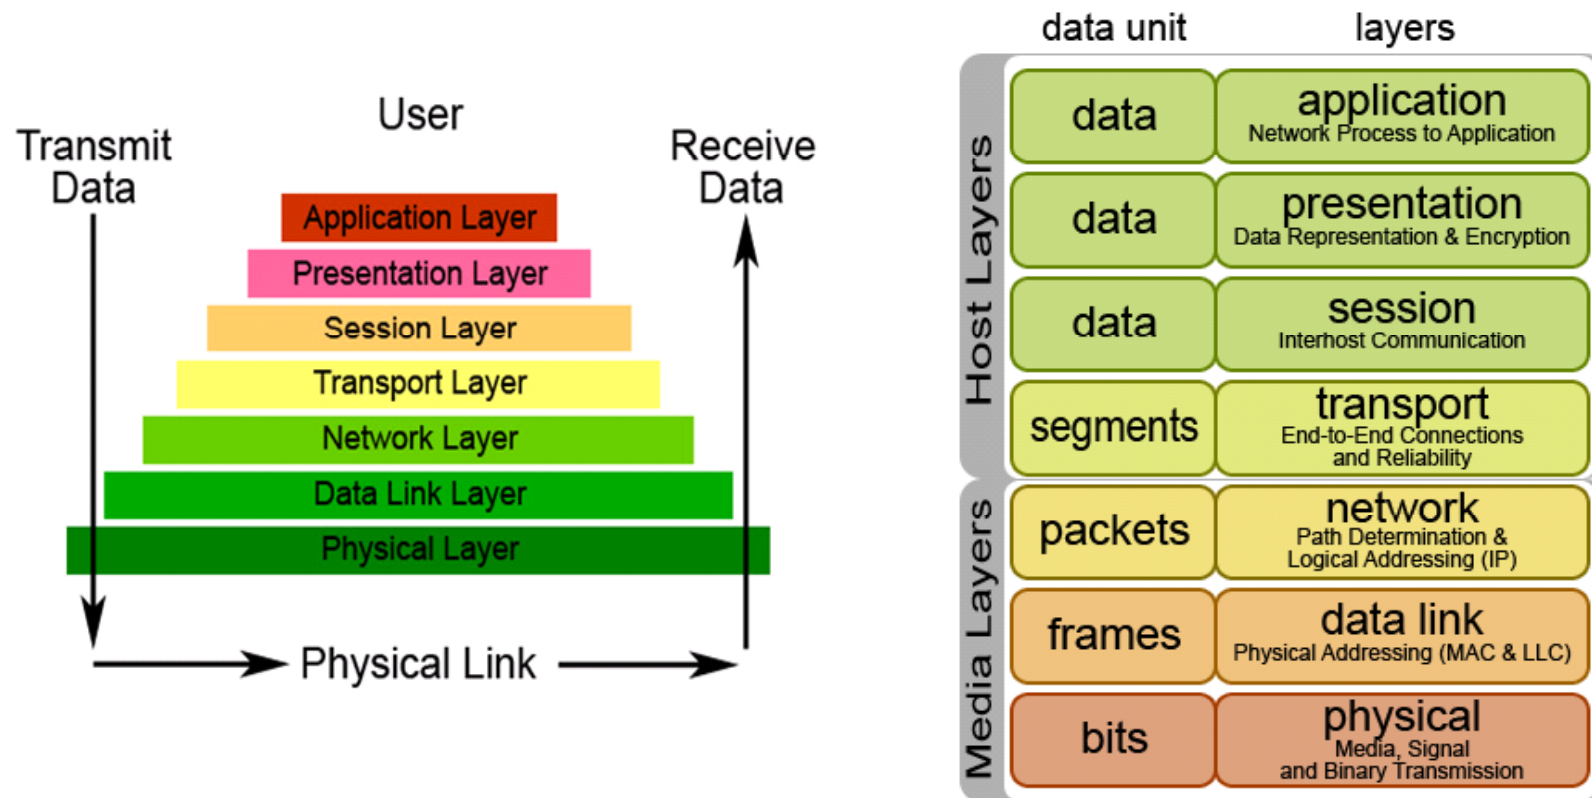 User
Transmit
Data
Receive
Data
Application Layer
Presentation Layer
Session Layer
Transport Layer
Network Layer
Data Link Layer
Physical Layer
Physical Link
data unit
layers
Host Layers
data
application
Network Process to Application
data
presentation
Data Representation & Encryption
data
session
Interhost Communication
segments
transport
End-to-End Connections
and Reliability
Media Layers
packets
network
Path Determination &
Logical Addressing (IP)
frames
data link
Physical Addressing (MAC & LLC)
bits
physical
Media, Signal
and Binary Transmission